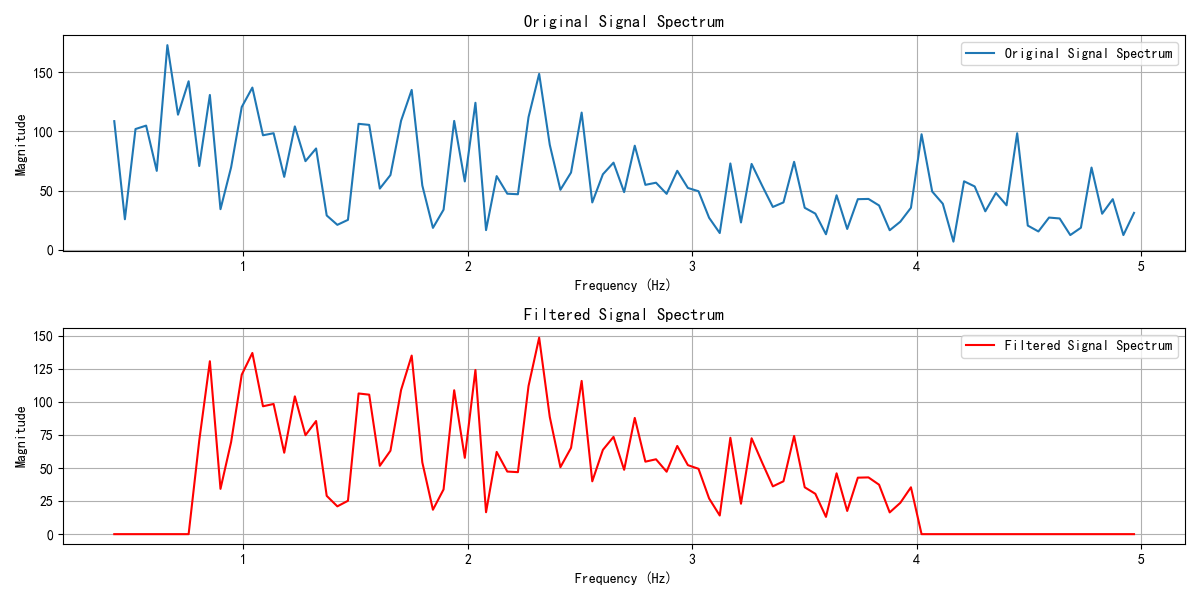 Original Signal Spectrum
Original Signal Spectrum
Magnitude
150
100
50
0
1 2 3 4 5
Frequency (Hz)
Filtered Signal Spectrum
Filtered Signal Spectrum
Magnitude
150
125
100
75
50
25
0
1 2 3 4 5
Frequency (Hz)